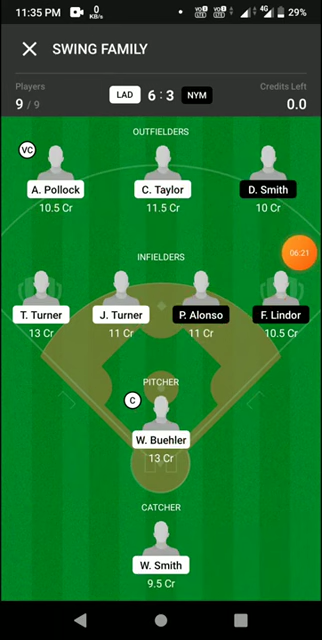 11:35 PM 0 KB/s 29%
SWING FAMILY
Players Credits Left
9 / 9 LAD 6 : 3 NYM 0.0
OUTFIELDERS
VC
A. Pollock C. Taylor D. Smith
10.5 Cr 11.5 Cr 10 Cr
06:21
INFIELDERS
T. Turner J. Turner P. Alonso F. Lindor
13 Cr 11 Cr 11 Cr 10.5 Cr
PITCHER
C
W. Buehler
13 Cr
CATCHER
W. Smith
9.5 Cr